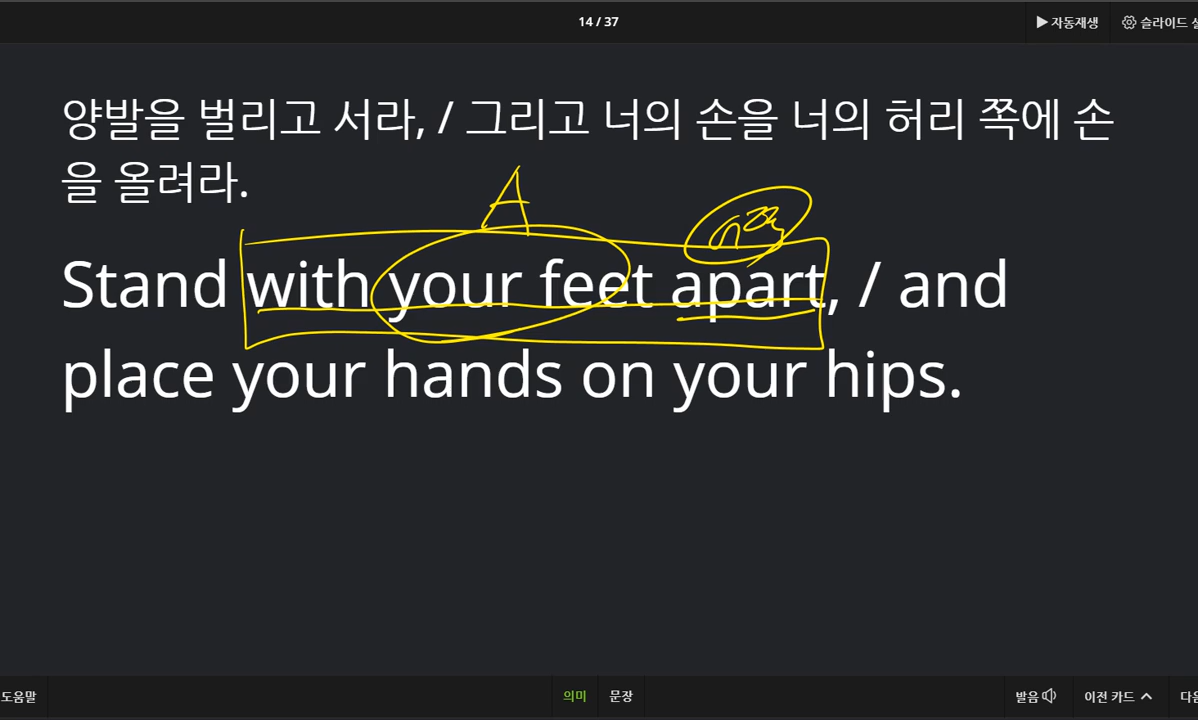 14 / 37
▶ 자동재생
슬라이드
양발을 벌리고 서라, / 그리고 너의 손을 너의 허리 쪽에 손
을 올려라.
A
Stand with your feet apart, / and
place your hands on your hips.
도움말
의미
문장
발음
이전 카드